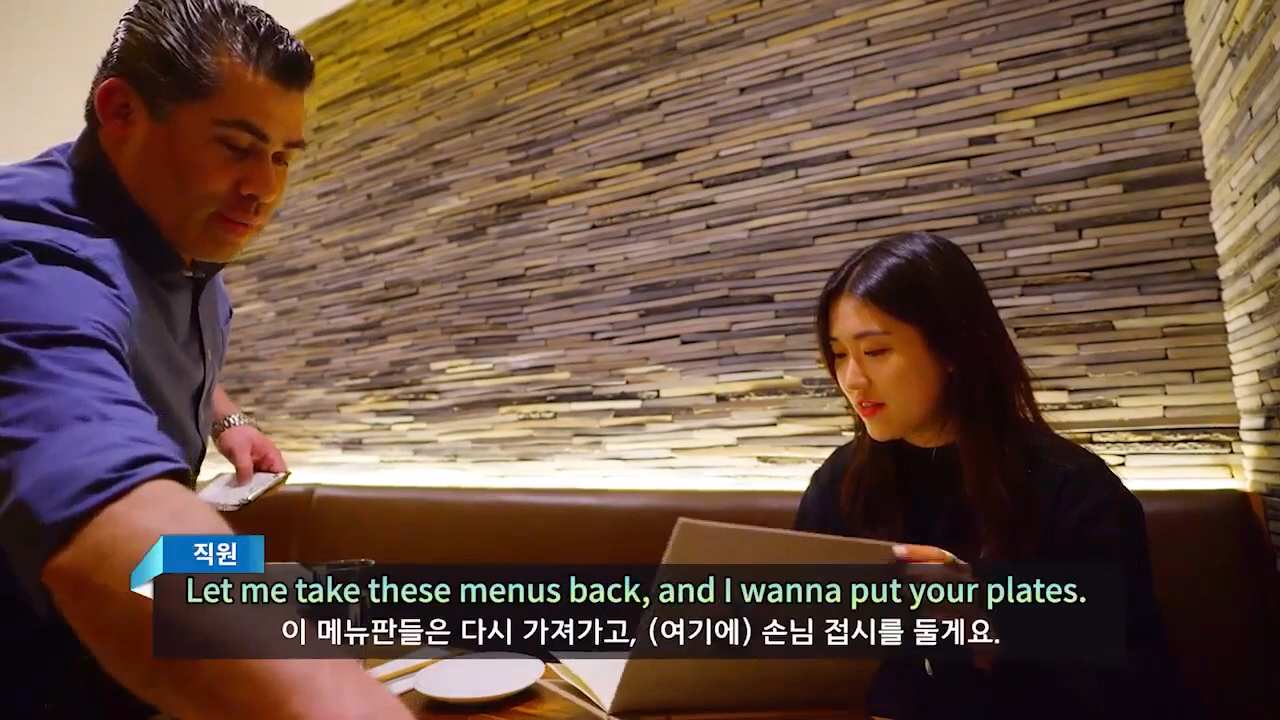 직원
Let me take these menus back, and I wanna put your plates.
이 메뉴판들은 다시 가져가고, (여기에) 손님 접시를 둘게요.